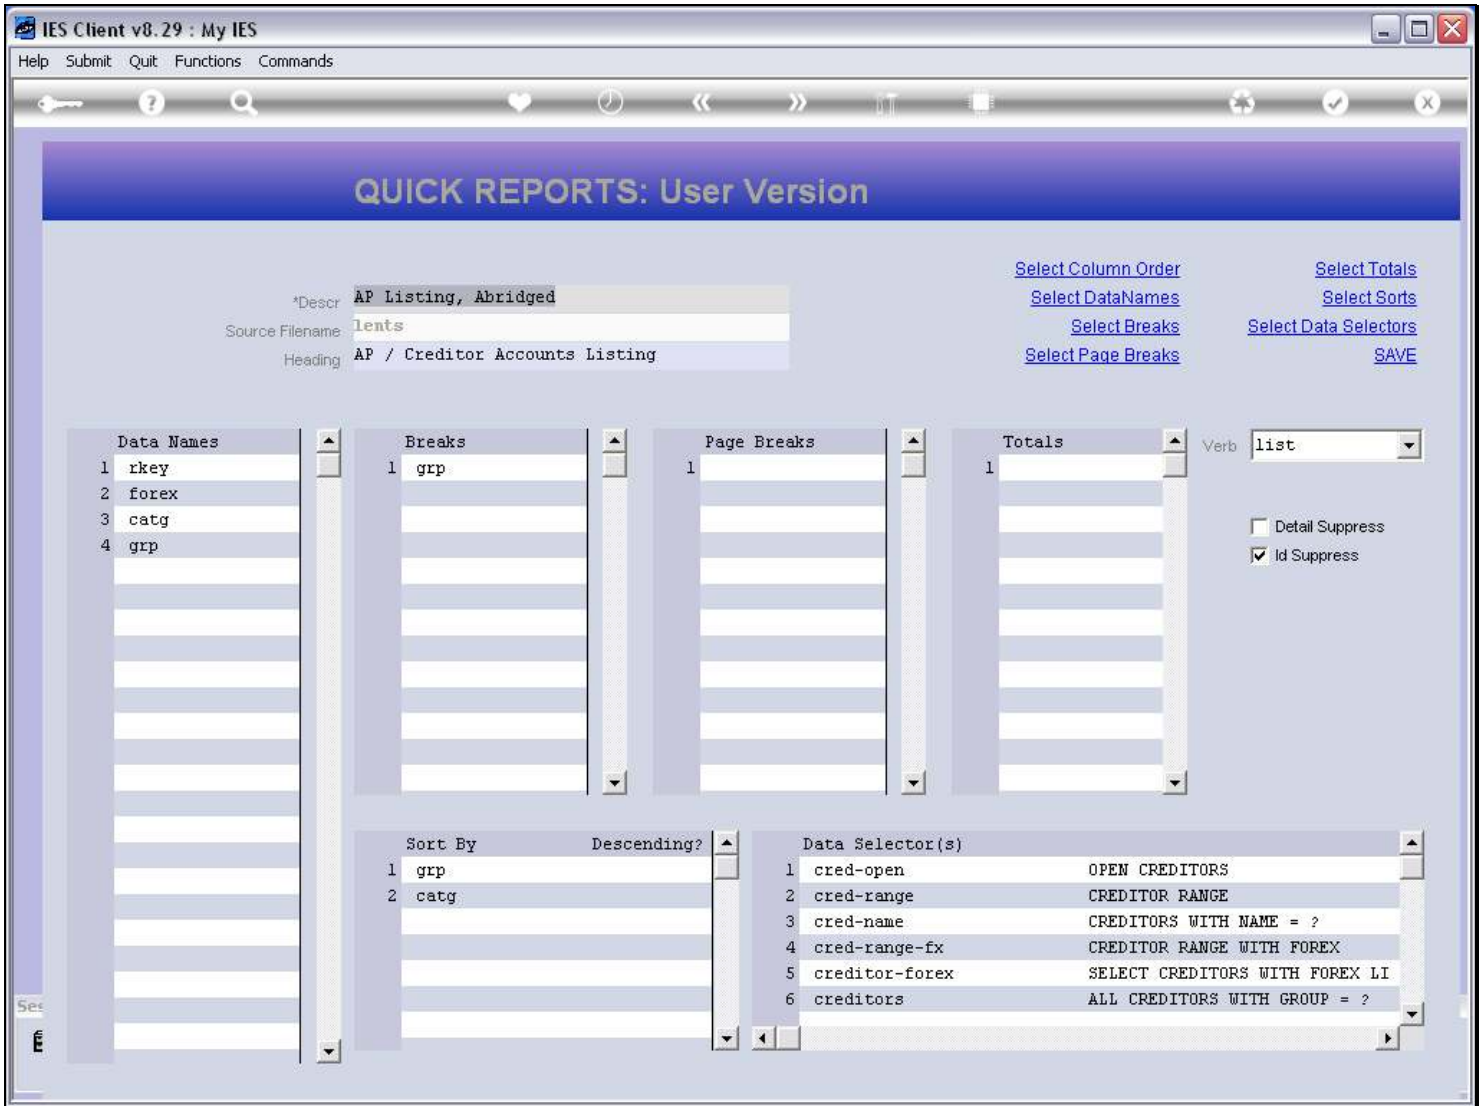 IES Client v8.29 : My IES
Help Submit Quit Functions Commands
QUICK REPORTS: User Version
Select Column Order Select Totals
*Descr AP Listing, Abridged Select DataNames Select Sorts
Source Filename lents Select Breaks Select Data Selectors
Heading AP / Creditor Accounts Listing Select Page Breaks SAVE
Data Names Breaks Page Breaks Totals Verb list
1 rkey 1 grp 1 1
2 forex
3 catg Detail Suppress
4 grp Id Suppress
Sort By Descending? Data Selector(s)
1 grp 1 cred-open OPEN CREDITORS
2 catg 2 cred-range CREDITOR RANGE
3 cred-name CREDITORS WITH NAME = ?
4 cred-range-fx CREDITOR RANGE WITH FOREX
5 creditor-forex SELECT CREDITORS WITH FOREX LI
6 creditors ALL CREDITORS WITH GROUP = ?
Ses